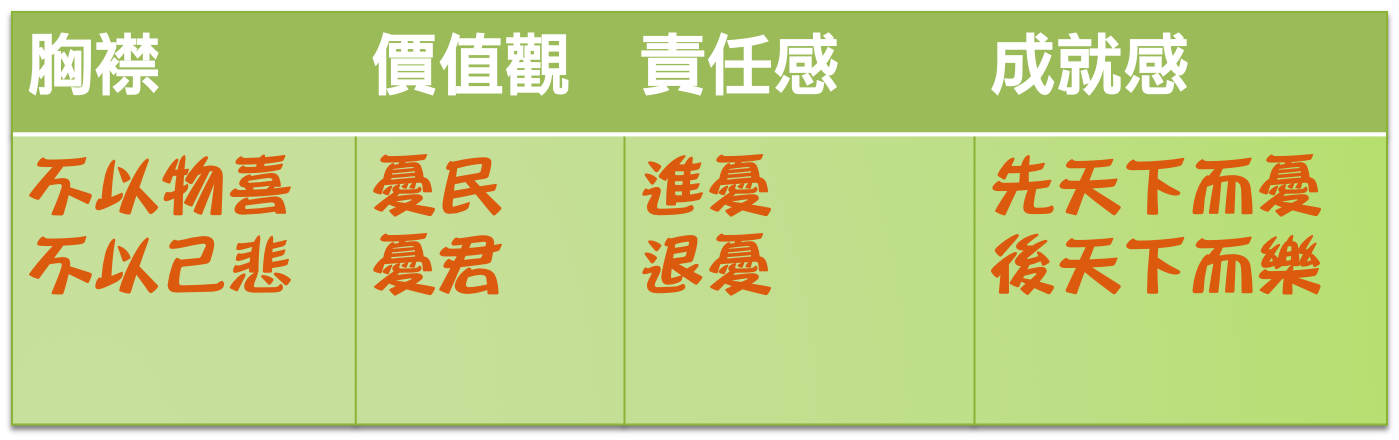 胸襟 價值觀 責任感 成就感
不以物喜 憂民 進憂 先天下而憂
不以己悲 憂君 退憂 後天下而樂